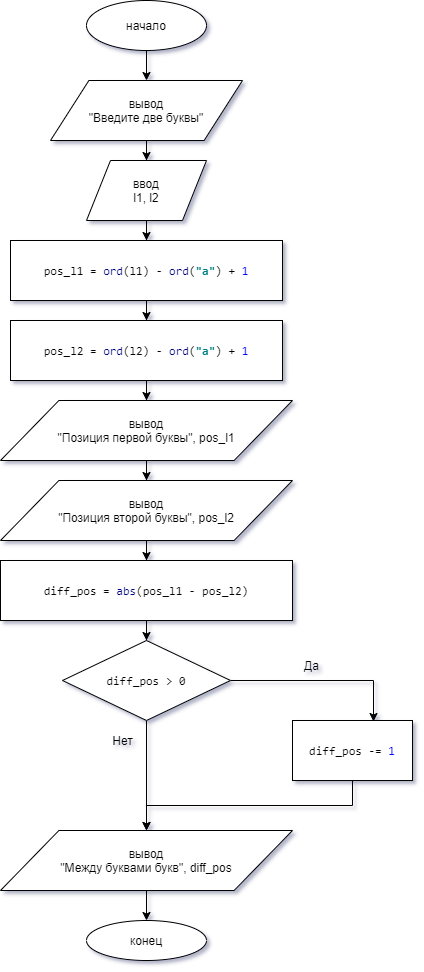 начало
вывод
"Введите две буквы"
ввод
l1, l2
pos_l1 = ord(l1) - ord("a") + 1
pos_l2 = ord(l2) - ord("a") + 1
вывод
"Позиция первой буквы", pos_l1
вывод
"Позиция второй буквы", pos_l2
diff_pos = abs(pos_l1 - pos_l2)
diff_pos > 0
Да
Нет
diff_pos -= 1
вывод
"Между буквами букв", diff_pos
конец